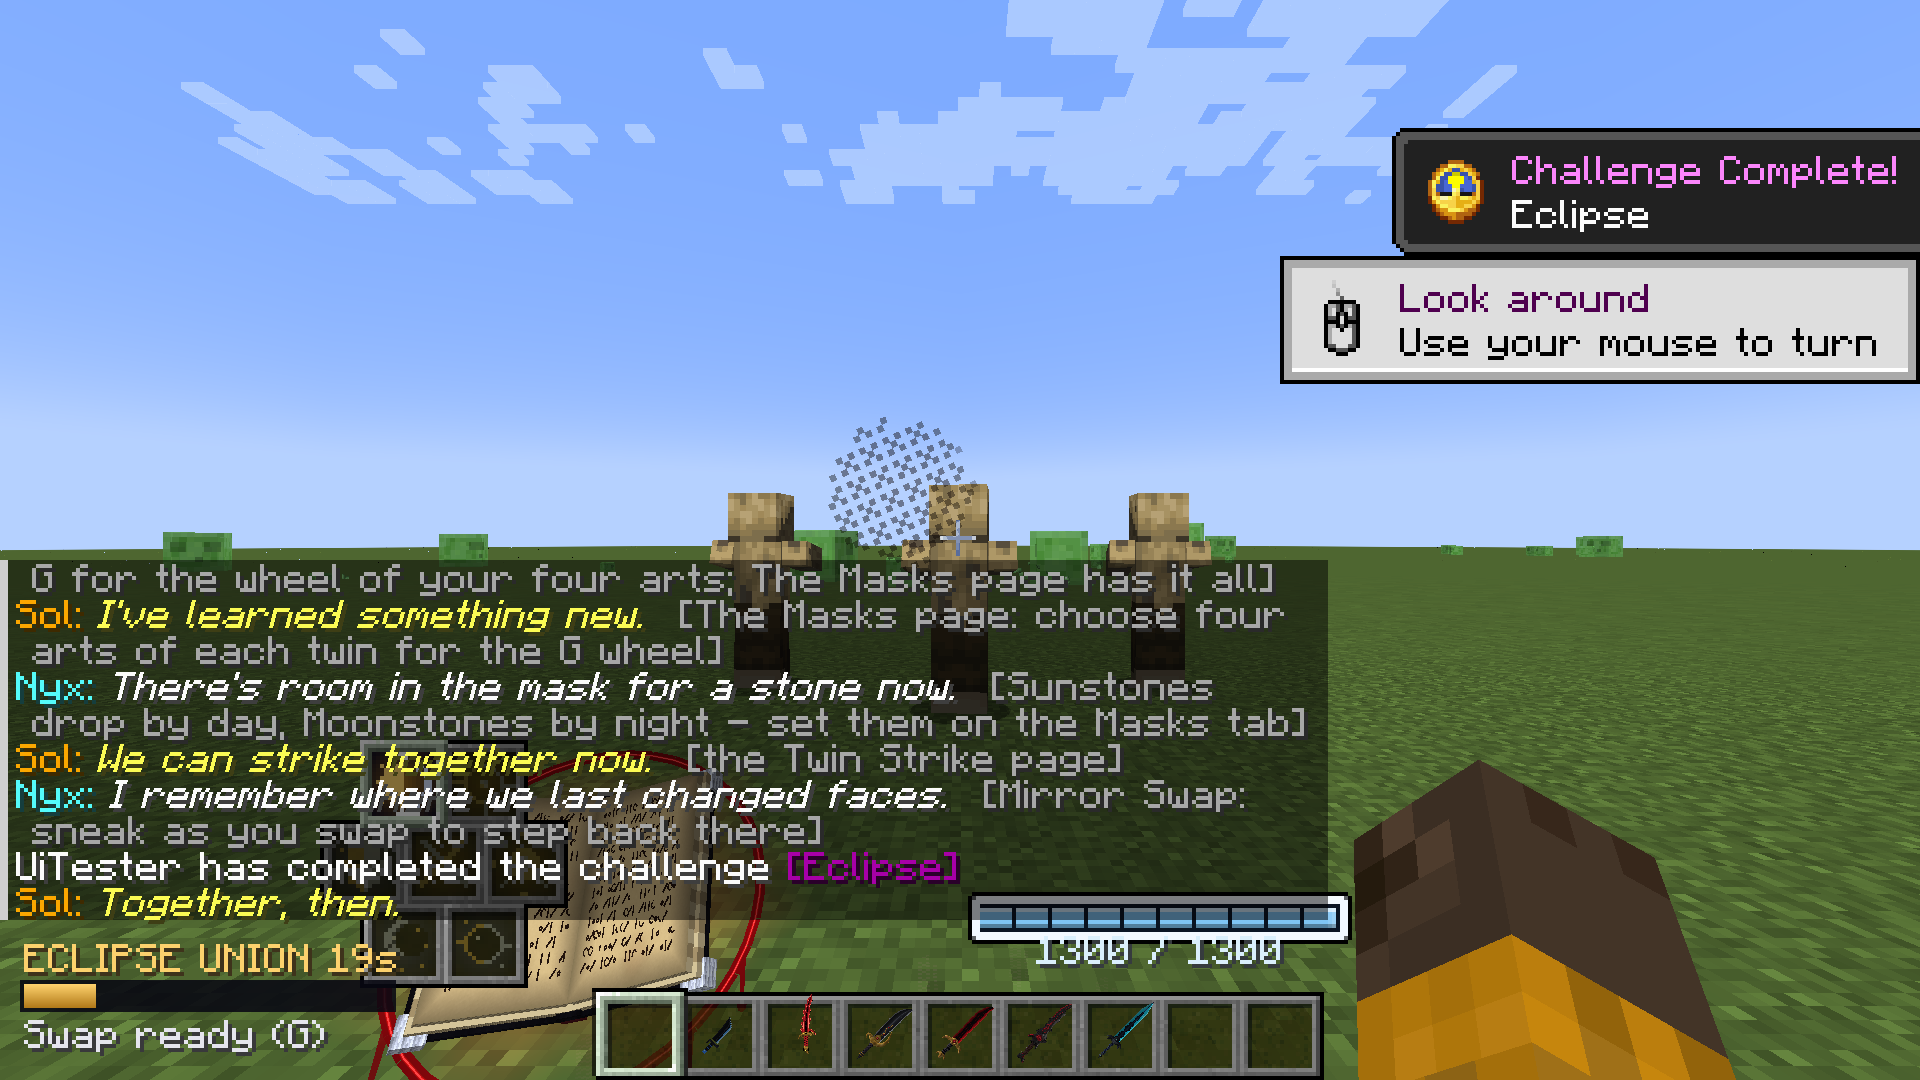 Challenge Complete!
Eclipse
Look around
Use your mouse to turn
G for the wheel of your four arts; The Masks page has it all]
Sol: I've learned something new. [The Masks page: choose four
arts of each twin for the G wheel]
Nyx: There's room in the mask for a stone now. [Sunstones
drop by day, Moonstones by night – set them on the Masks tab]
Sol: We can strike together now. [the Twin Strike page]
Nyx: I remember where we last changed faces. [Mirror Swap:
sneak as you swap to step back there]
UiTester has completed the challenge [Eclipse]
Sol: Together, then.
ECLIPSE UNION 19s
1300 / 1300
Swap ready (G)